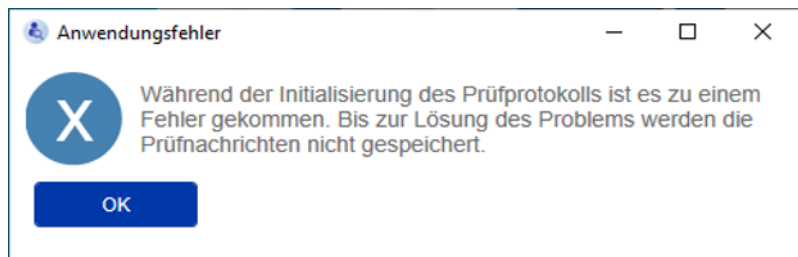 Anwendungsfehler
Während der Initialisierung des Prüfprotokolls ist es zu einem
Fehler gekommen. Bis zur Lösung des Problems werden die
Prüfnachrichten nicht gespeichert.
X
OK